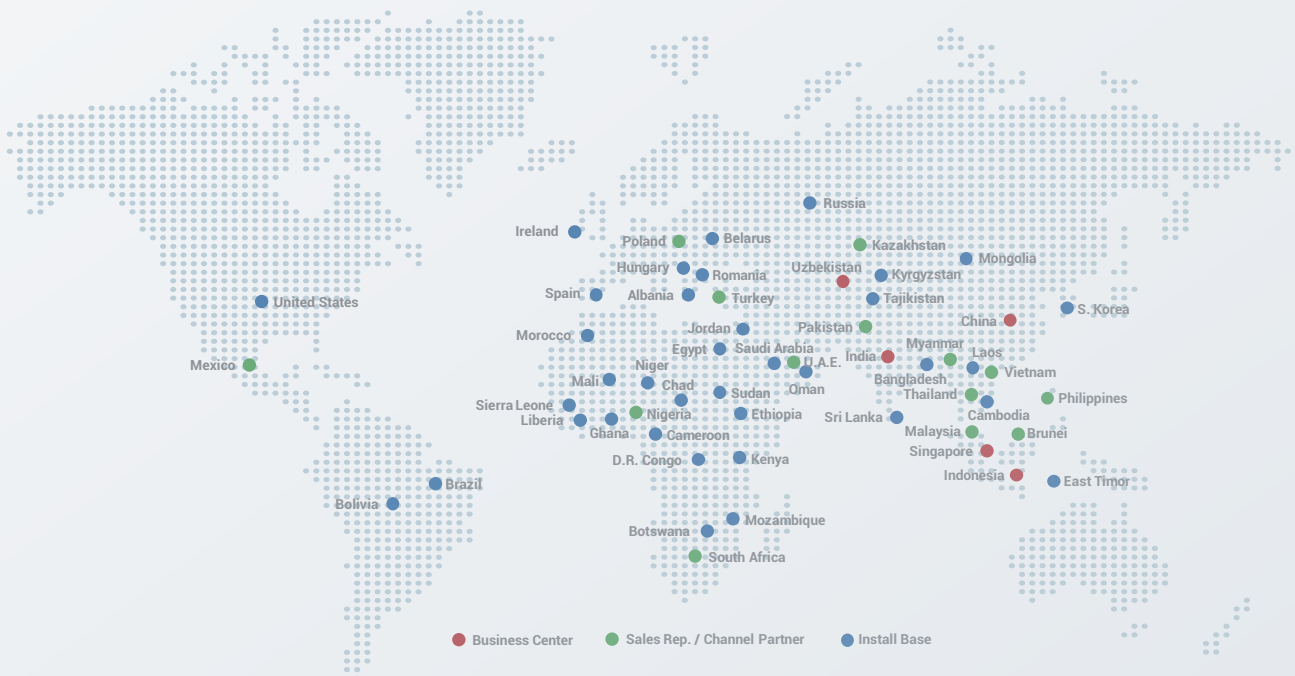 Russia
Ireland
Poland
Belarus
Kazakhstan
Mongolia
Hungary
Romania
Uzbekistan
Kyrgyzstan
Spain
Albania
Turkey
Tajikistan
United States
S. Korea
China
Morocco
Jordan
Pakistan
Egypt
Saudi Arabia
Myanmar
India
Laos
Mexico
Niger
U.A.E.
Vietnam
Mali
Chad
Oman
Bangladesh
Sudan
Thailand
Philippines
Sierra Leone
Liberia
Nigeria
Ethiopia
Sri Lanka
Cambodia
Ghana
Cameroon
Malaysia
Brunei
Singapore
D.R. Congo
Kenya
Indonesia
East Timor
Brazil
Bolivia
Mozambique
Botswana
South Africa
Business Center
Sales Rep. / Channel Partner
Install Base